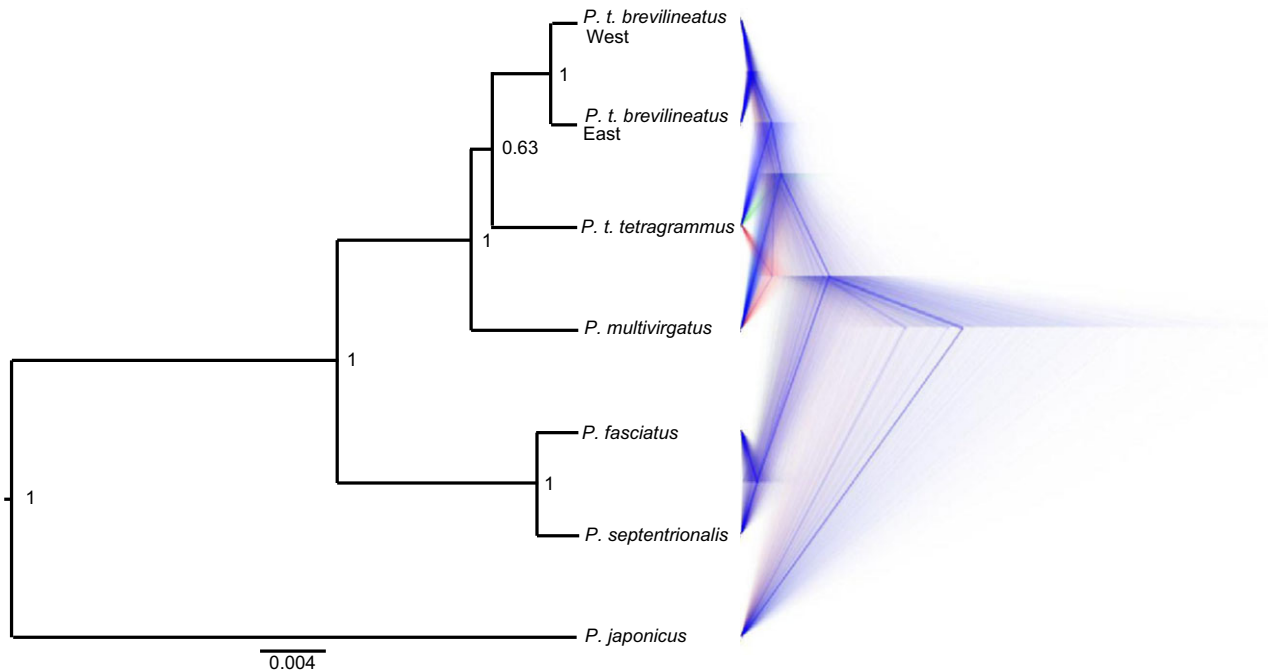 P. t. brevilineatus
West
1
P. t. brevilineatus
East
0.63
P. t. tetragrammus
1
P. multivirgatus
1
P. fasciatus
1
1
P. septentrionalis
P. japonicus
0.004